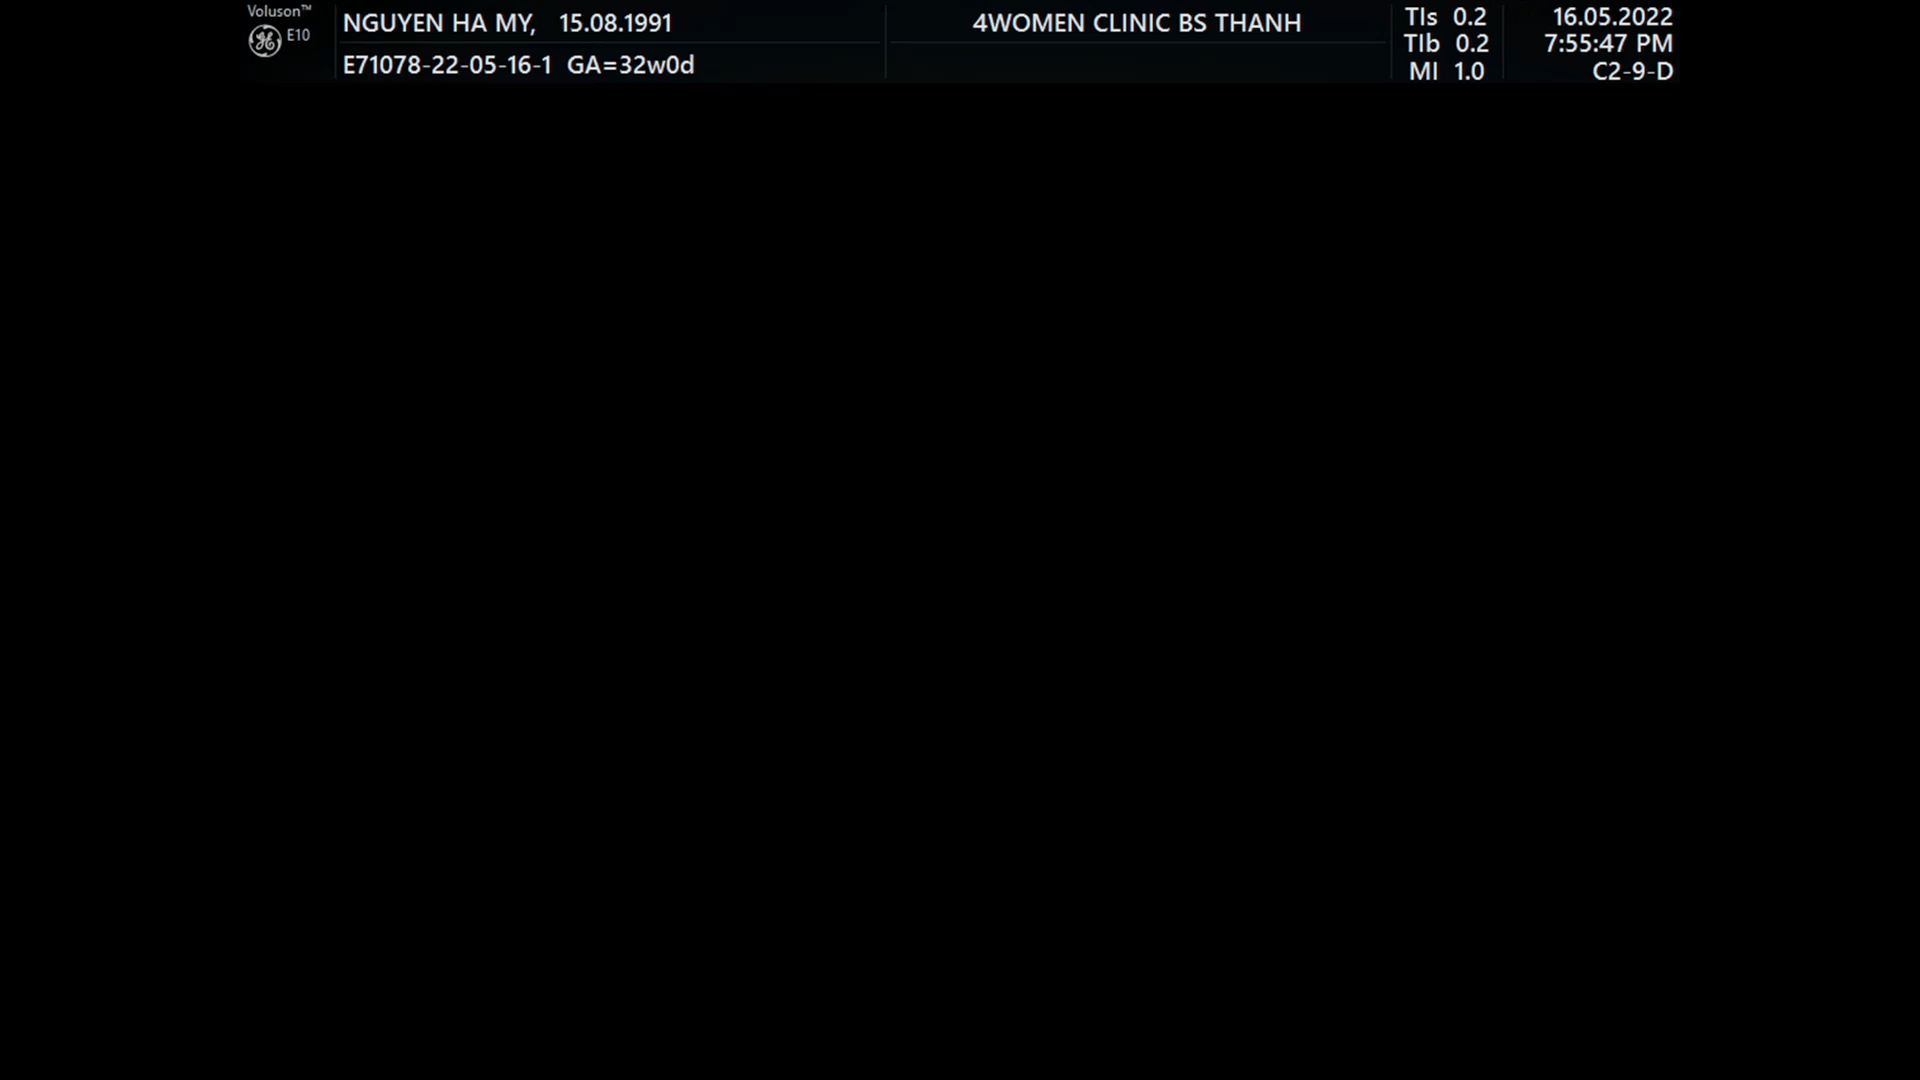 Voluson™
E10
NGUYEN HA MY, 15.08.1991
E71078-22-05-16-1 GA=32w0d
4WOMEN CLINIC BS THANH
TIs 0.2
TIb 0.2
MI 1.0
16.05.2022
7:55:47 PM
C2-9-D